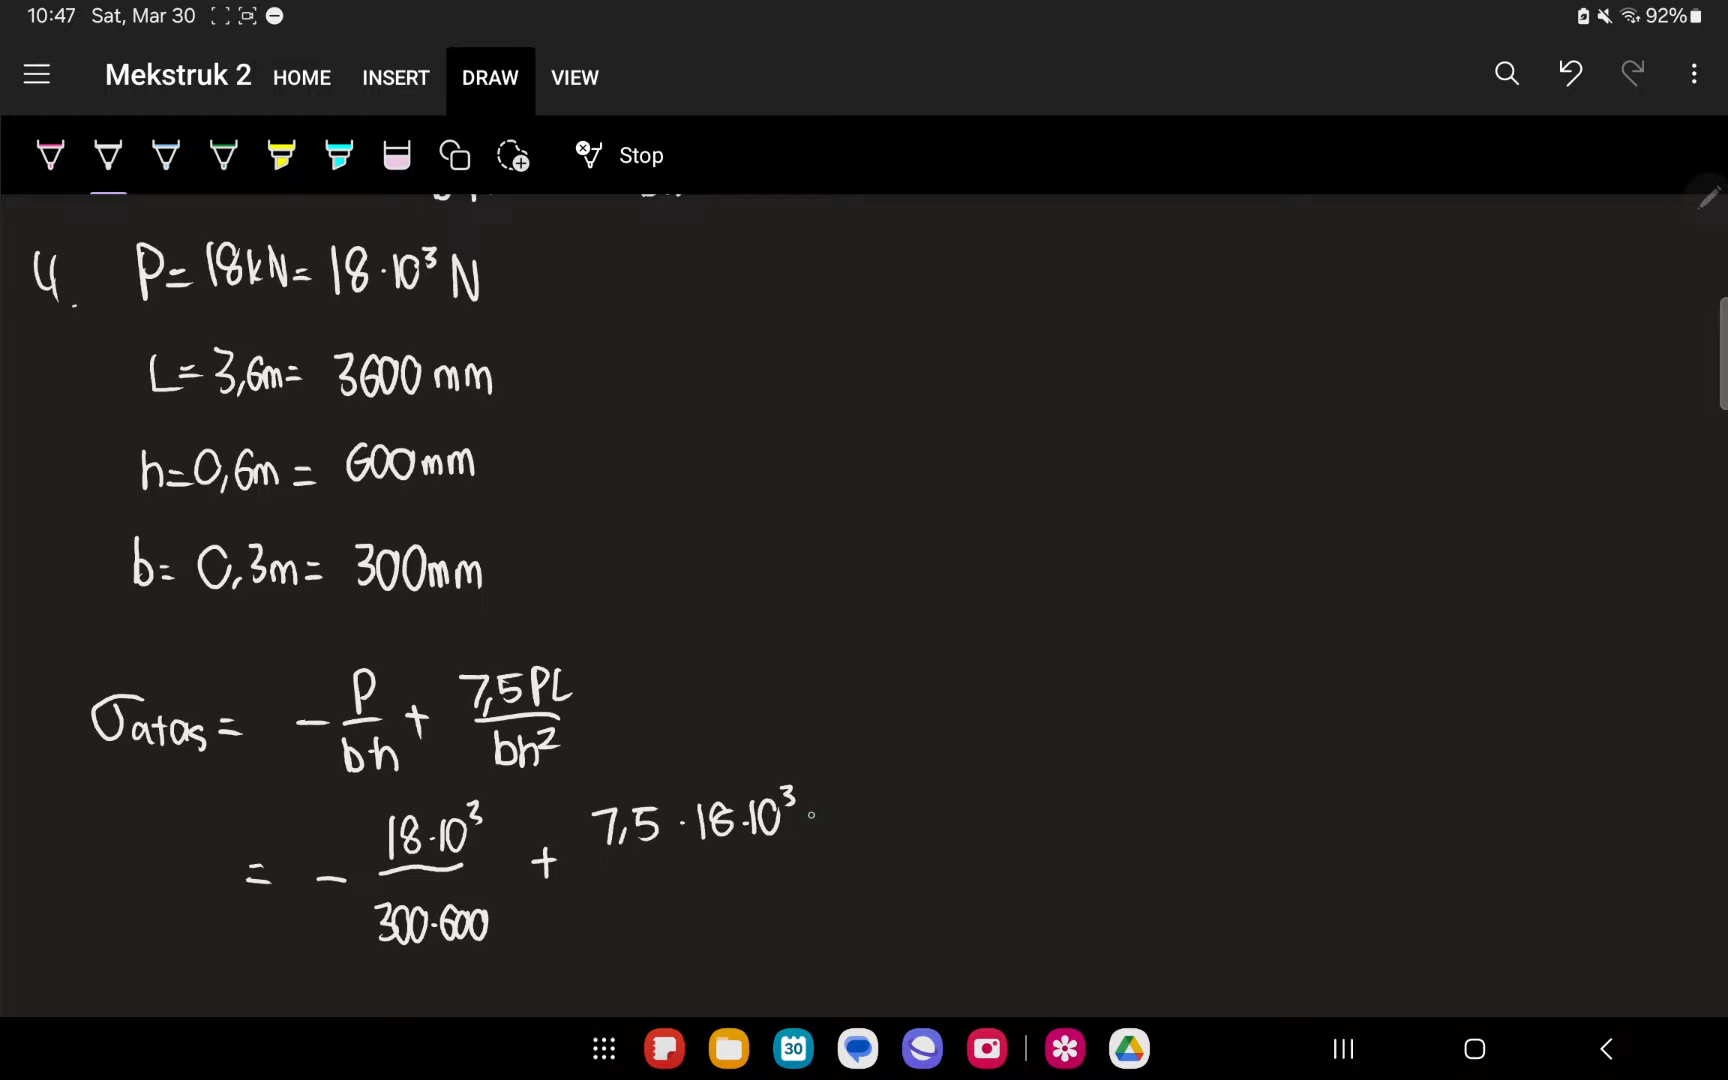 10:47 Sat, Mar 30 92%
Mekstruk 2 HOME INSERT DRAW VIEW
Stop
4. P = 18kN = 18·10³ N
L = 3,6m = 3600 mm
h = 0,6m = 600mm
b = 0,3m = 300mm
σatas = - P/b·h + 7,5PL/bh²
= - 18·10³/300·600 + 7,5·18·10³·
30